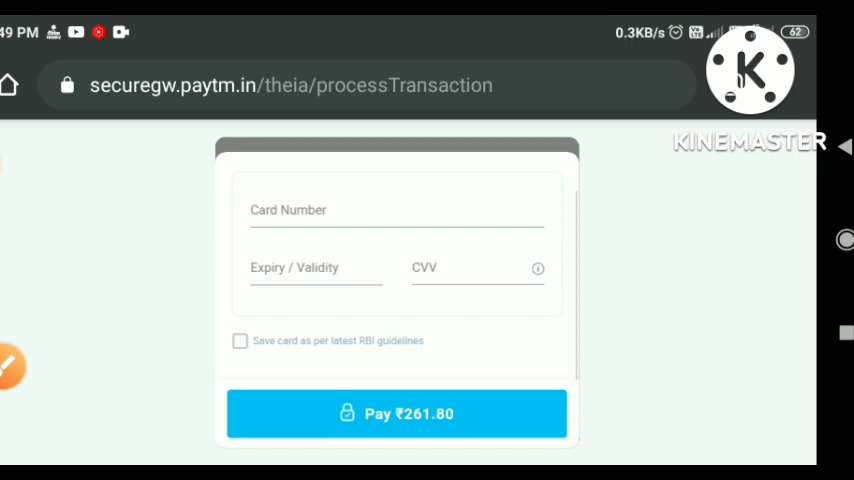 49 PM
0.3KB/s
62
securegw.paytm.in/theia/processTransaction
K
KINEMASTER
Card Number
Expiry / Validity CVV
Save card as per latest RBI guidelines
Pay ₹261.80